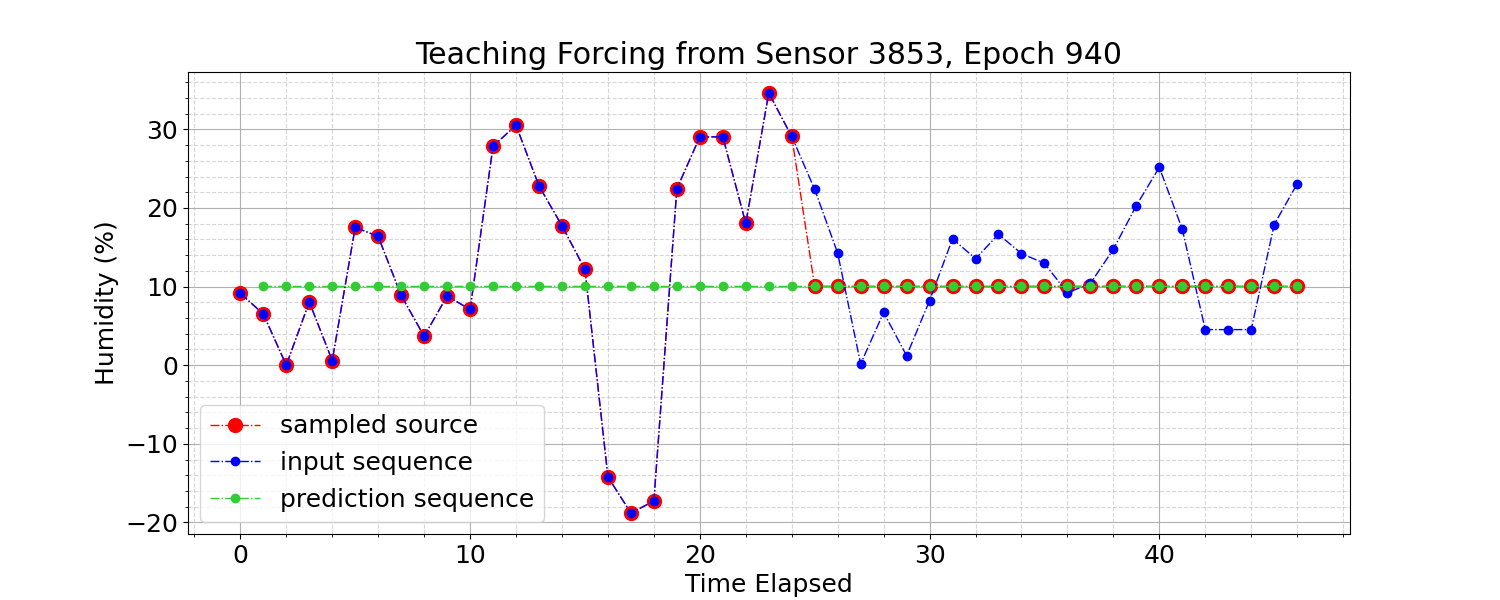 Teaching Forcing from Sensor 3853, Epoch 940
Humidity (%)
30
20
10
0
−10
−20
sampled source
input sequence
prediction sequence
0 10 20 30 40
Time Elapsed